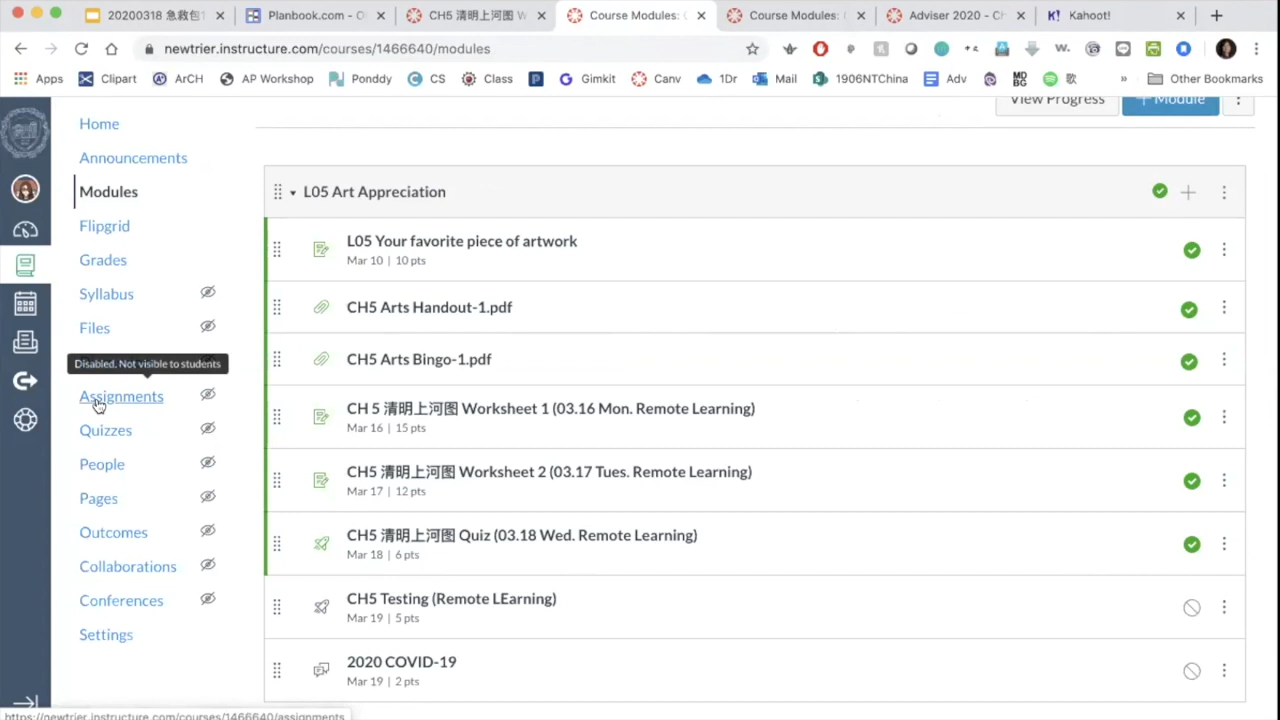 20200318 急救包
Planbook.com - O
CH5 清明上河图 W
Course Modules: (
Course Modules: (
Adviser 2020 - Ch
Kahoot!
newtrier.instructure.com/courses/1466640/modules
Apps
Clipart
ArCH
AP Workshop
Ponddy
CS
Class
Gimkit
Canv
1Dr
Mail
1906NTChina
Adv
歌
»
Other Bookmarks
Home
Announcements
Modules
Flipgrid
Grades
Syllabus
Files
Disabled. Not visible to students
Assignments
Quizzes
People
Pages
Outcomes
Collaborations
Conferences
Settings
View Progress
+ Module
L05 Art Appreciation
L05 Your favorite piece of artwork
Mar 10 | 10 pts
CH5 Arts Handout-1.pdf
CH5 Arts Bingo-1.pdf
CH 5 清明上河图 Worksheet 1 (03.16 Mon. Remote Learning)
Mar 16 | 15 pts
CH5 清明上河图 Worksheet 2 (03.17 Tues. Remote Learning)
Mar 17 | 12 pts
CH5 清明上河图 Quiz (03.18 Wed. Remote Learning)
Mar 18 | 6 pts
CH5 Testing (Remote LEarning)
Mar 19 | 5 pts
2020 COVID-19
Mar 19 | 2 pts
https://newtrier.instructure.com/courses/1466640/assignments